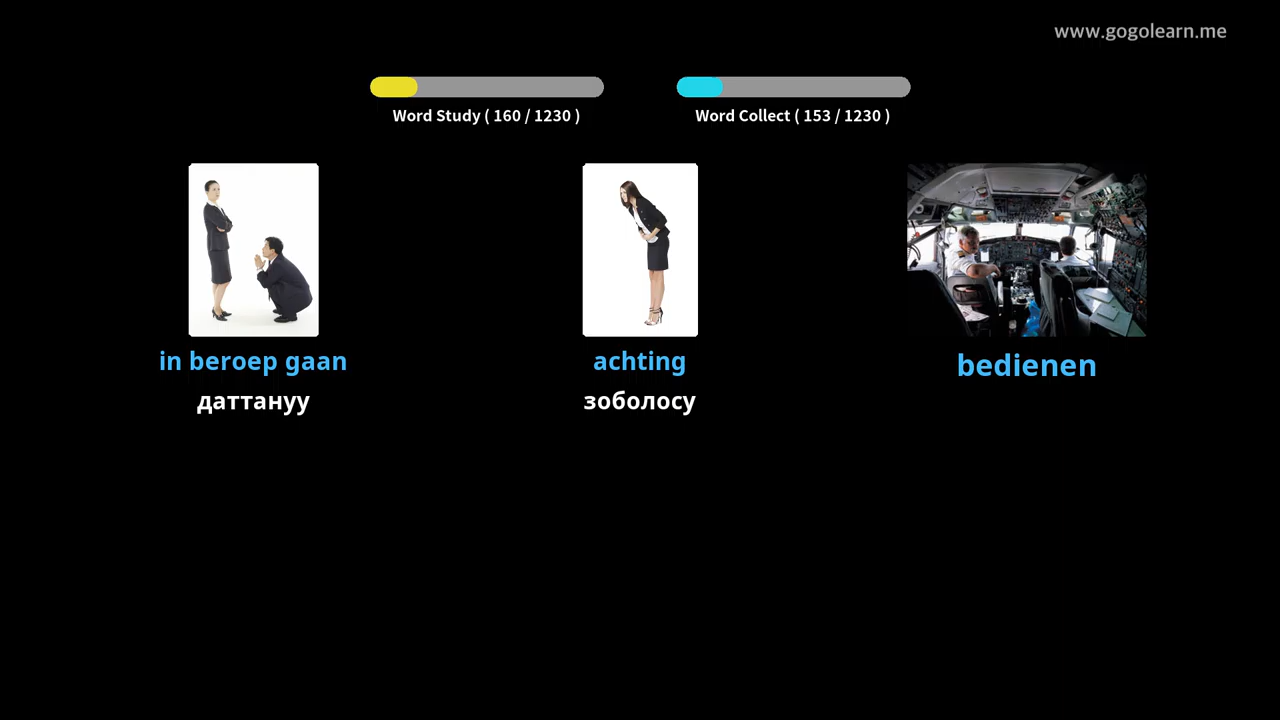 www.gogolearn.me
Word Study ( 160 / 1230 )
Word Collect ( 153 / 1230 )
in beroep gaan
даттануу
achting
зоболосу
bedienen